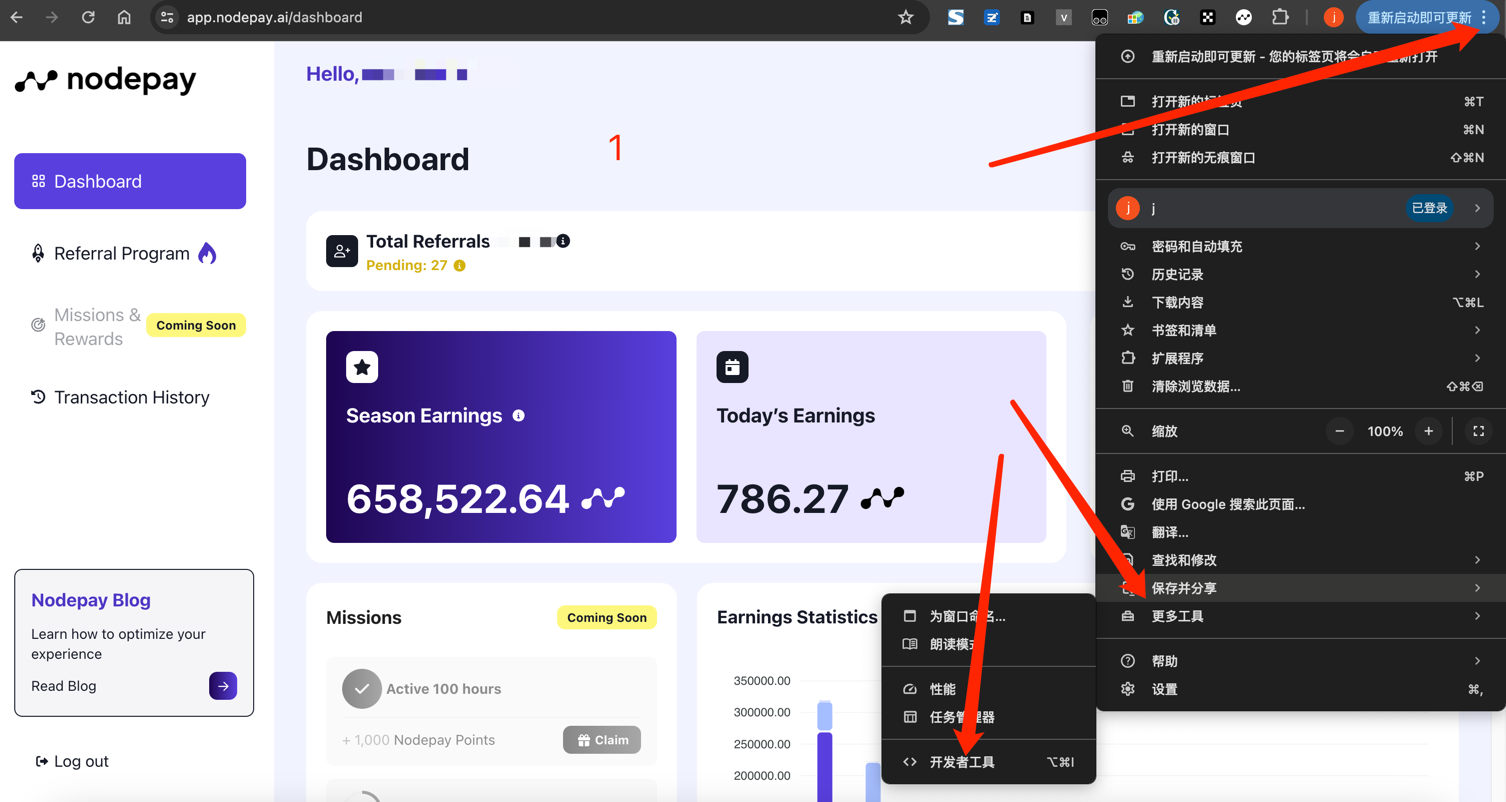 app.nodepay.ai/dashboard
j
重新启动即可更新
nodepay
Dashboard
Referral Program
Missions &
Rewards
Coming Soon
Transaction History
Nodepay Blog
Learn how to optimize your
experience
Read Blog
Log out
Hello,
1
Dashboard
Total Referrals
Pending: 27
Season Earnings
658,522.64
Today's Earnings
786.27
Missions
Coming Soon
Active 100 hours
+ 1,000 Nodepay Points
Claim
Earnings Statistics
350000.00
300000.00
250000.00
200000.00
重新启动即可更新 - 您的标签页将会自动重新打开
打开新的标签页 ⌘T
打开新的窗口 ⌘N
打开新的无痕窗口 ⇧⌘N
j j 已登录
密码和自动填充
历史记录
下载内容 ⌥⌘L
书签和清单
扩展程序
清除浏览数据... ⇧⌘⌫
缩放 − 100% +
打印... ⌘P
使用 Google 搜索此页面...
翻译...
查找和修改
保存并分享
更多工具
帮助
设置 ⌘,
为窗口命名...
朗读模式
性能
任务管理器
开发者工具 ⌥⌘I